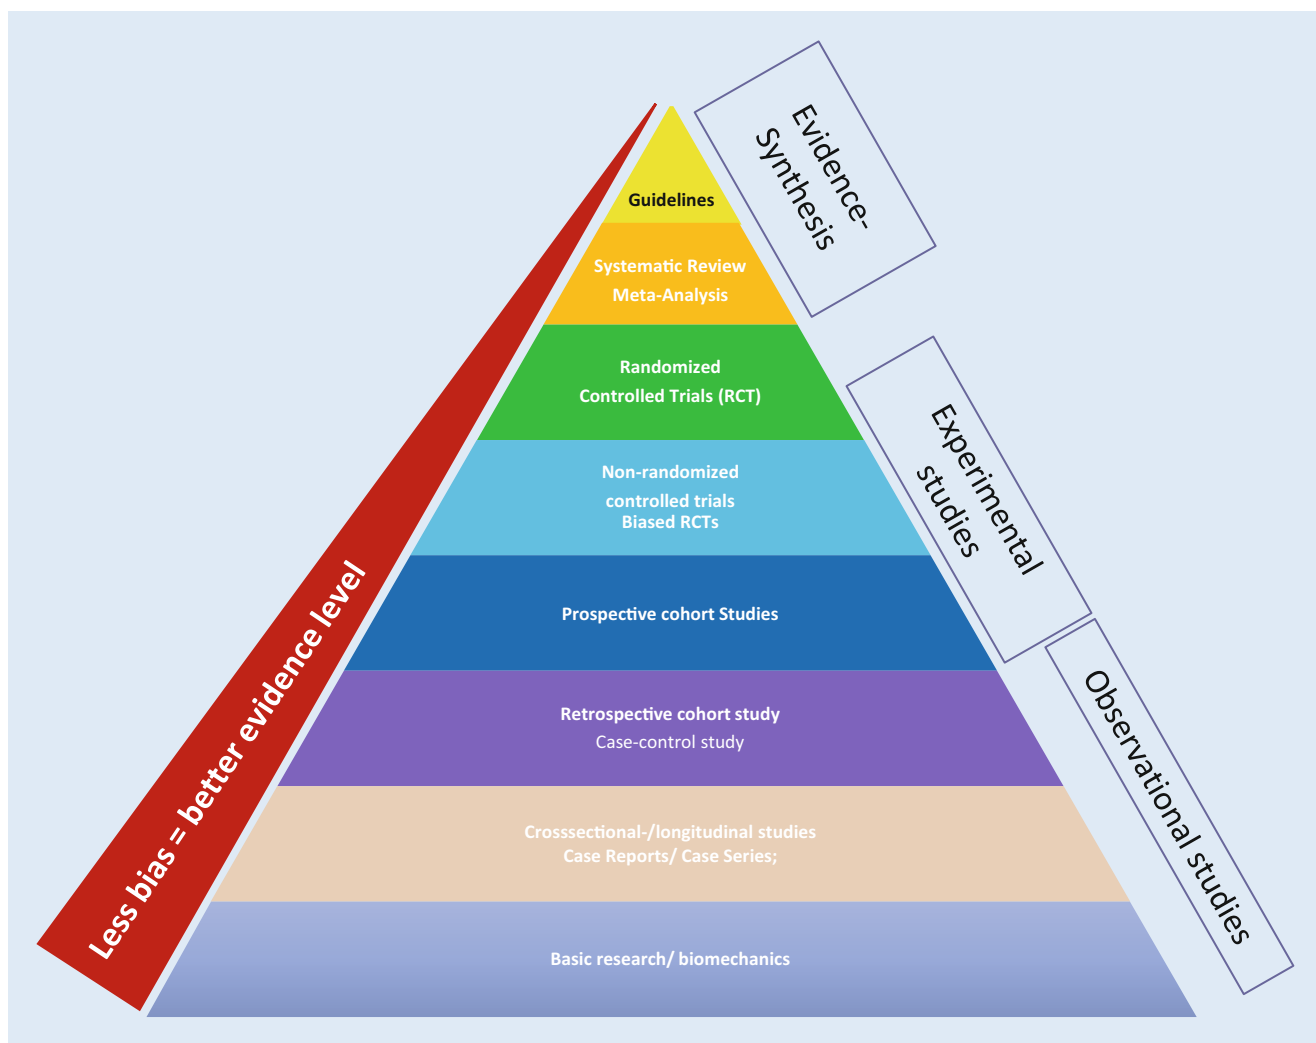 Evidence-
Synthesis
Guidelines
Systematic Review
Meta-Analysis
Randomized
Controlled Trials (RCT)
Experimental
studies
Non-randomized
controlled trials
Biased RCTs
Prospective cohort Studies
Less bias = better evidence level
Observational studies
Retrospective cohort study
Case-control study
Crosssectional-/longitudinal studies
Case Reports/ Case Series;
Basic research/ biomechanics